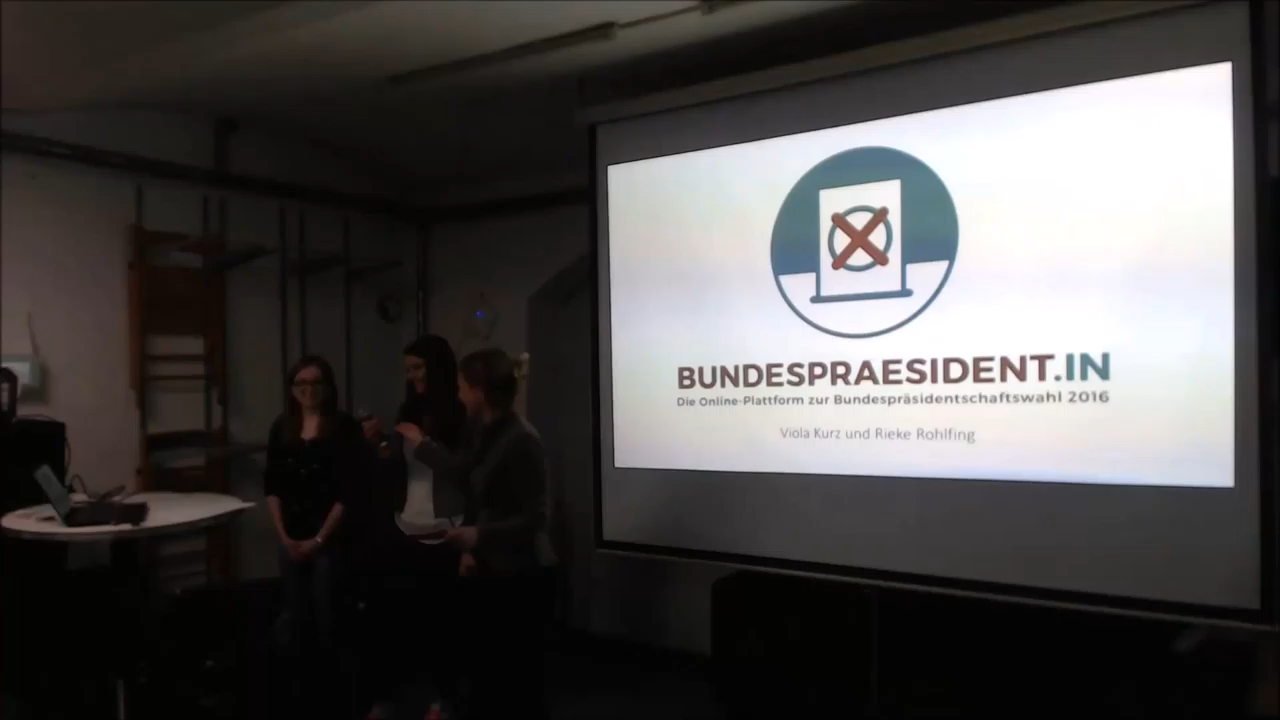 BUNDESPRAESIDENT.IN
Die Online-Plattform zur Bundespräsidentschaftswahl 2016
Viola Kurz und Rieke Rohlfing